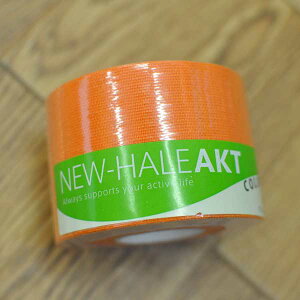 NEW-HALE AKT
Always supports your active life